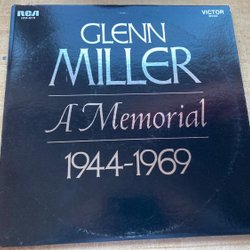 RCA
VICTOR
GLENN
MILLER
A Memorial
1944-1969